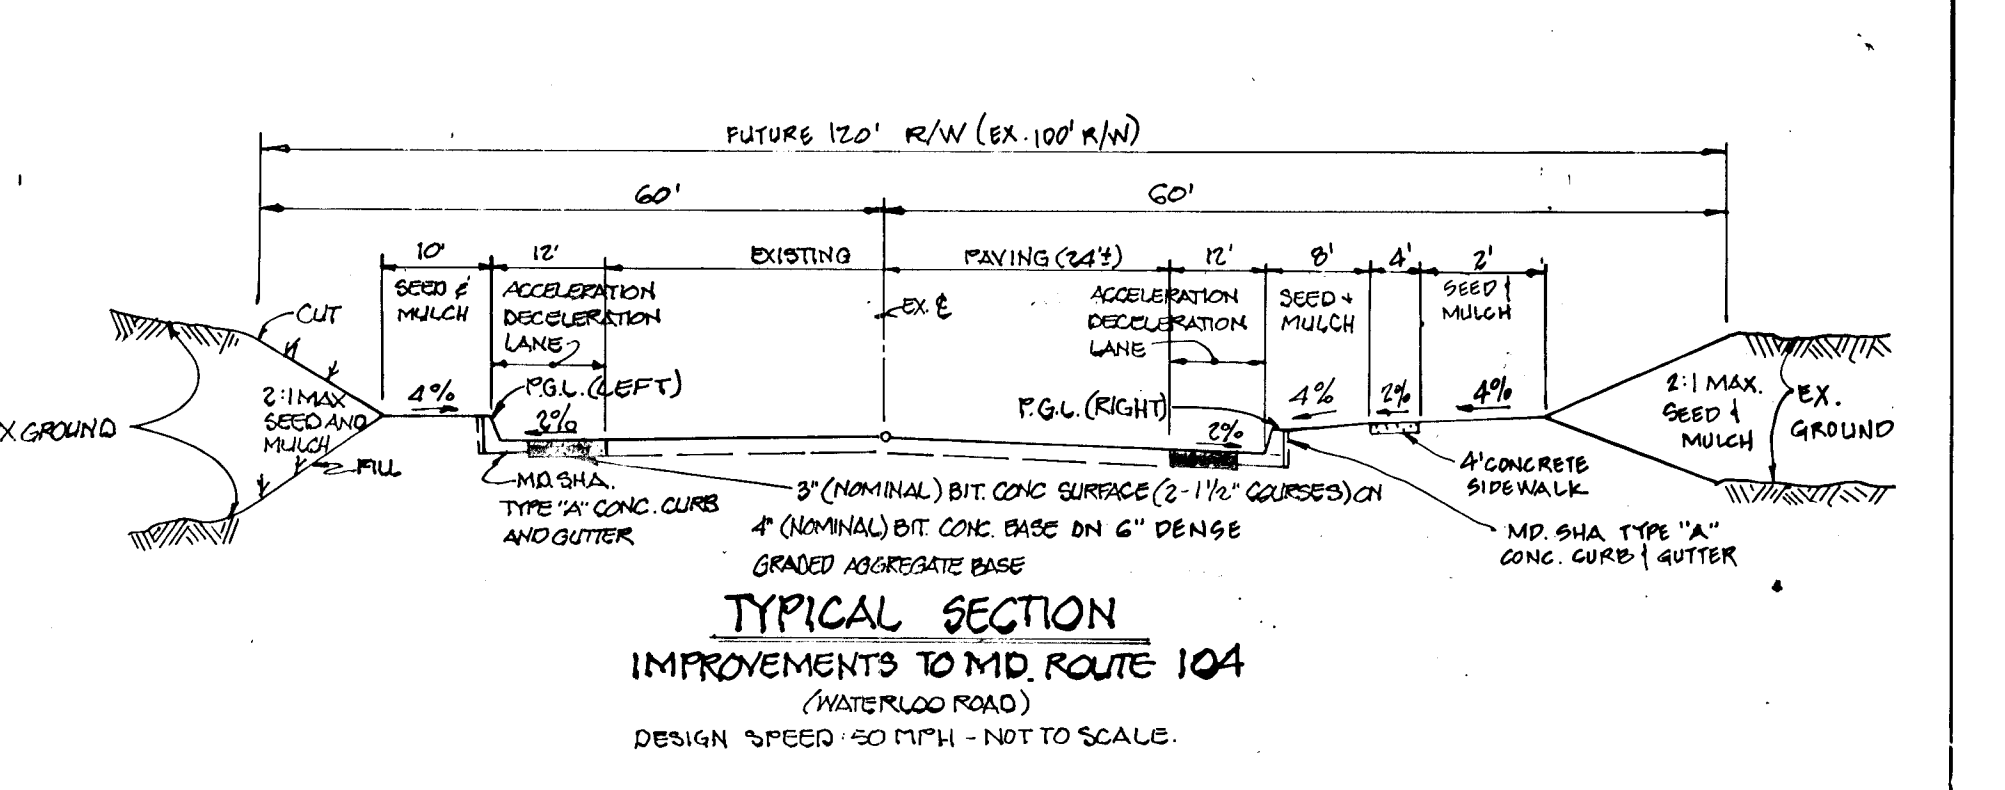 FUTURE 120' R/W (EX. 100' R/W)
60' 60'
10' 12' EXISTING PAVING (24'±) 12' 8' 4' 2'
SEED &
MULCH
ACCELERATION
DECELERATION
LANE
EX. ℄
ACCELERATION
DECELERATION
LANE
SEED +
MULCH
SEED &
MULCH
CUT
2:1 MAX
SEED AND
MULCH
FILL
X GROUND
4%
P.G.L. (LEFT)
2%
P.G.L. (RIGHT)
2%
4%
2%
4%
2:1 MAX.
SEED &
MULCH
EX.
GROUND
MD. SHA.
TYPE "A" CONC. CURB
AND GUTTER
3" (NOMINAL) BIT. CONC SURFACE (2-1 1/2" COURSES) ON
4" (NOMINAL) BIT. CONC. BASE ON 6" DENSE
GRADED AGGREGATE BASE
4' CONCRETE
SIDEWALK
MD. SHA TYPE "A"
CONC. CURB & GUTTER
TYPICAL SECTION
IMPROVEMENTS TO MD. ROUTE 104
(WATERLOO ROAD)
DESIGN SPEED: 50 MPH - NOT TO SCALE.